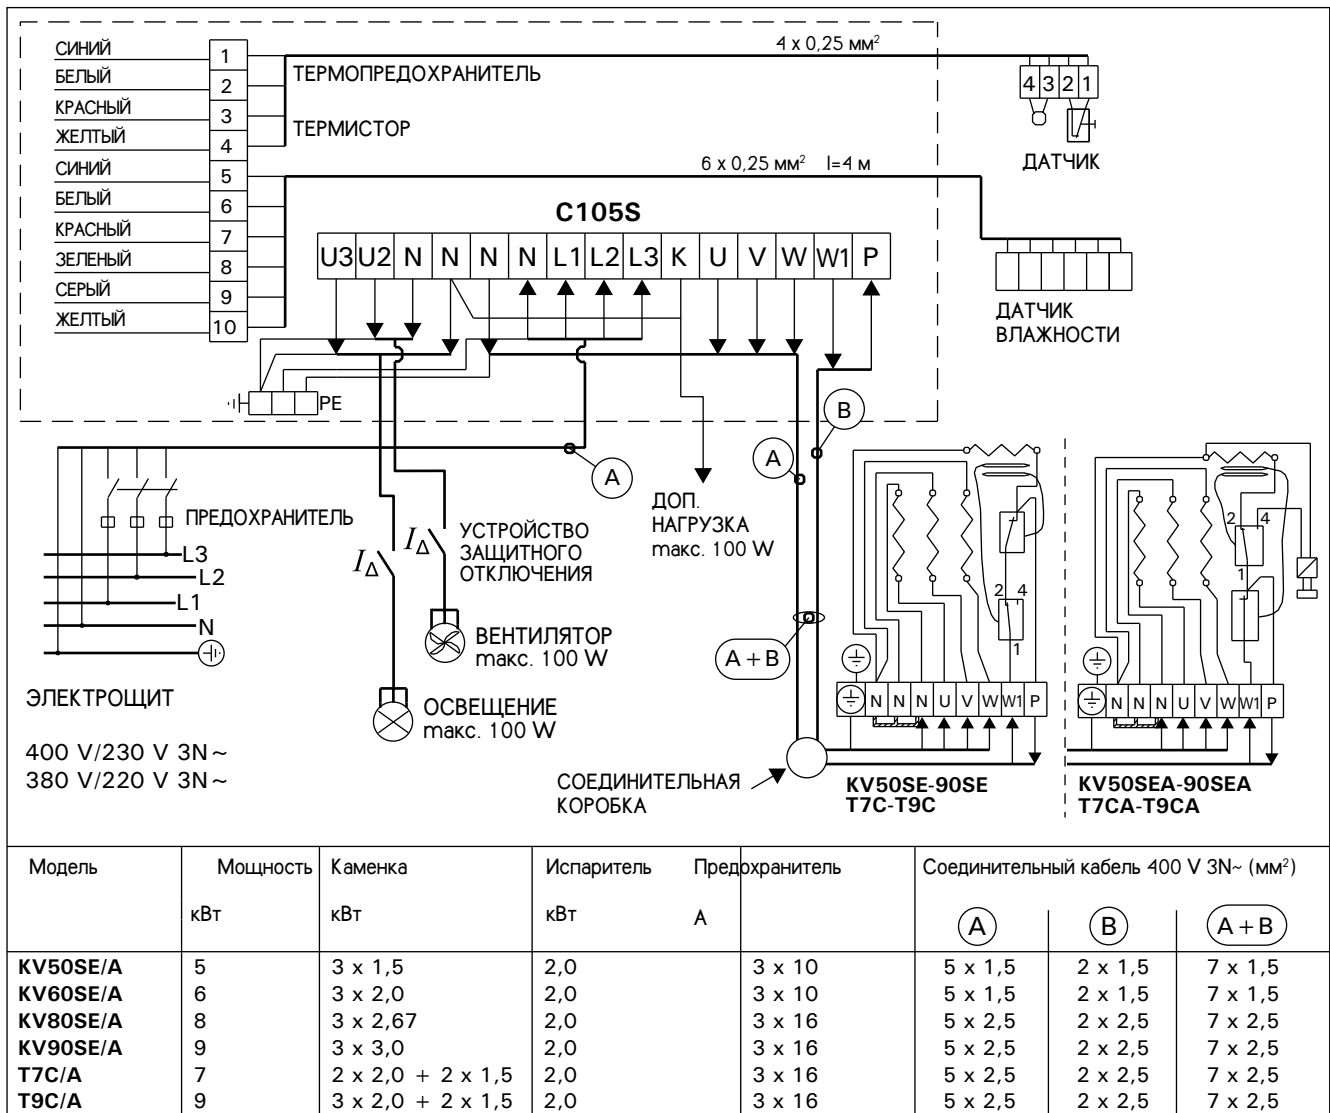 СИНИЙ 1
БЕЛЫЙ 2
КРАСНЫЙ 3
ЖЕЛТЫЙ 4
СИНИЙ 5
БЕЛЫЙ 6
КРАСНЫЙ 7
ЗЕЛЕНЫЙ 8
СЕРЫЙ 9
ЖЕЛТЫЙ 10
ТЕРМОПРЕДОХРАНИТЕЛЬ
ТЕРМИСТОР
4 x 0,25 мм²
4 3 2 1
ДАТЧИК
6 x 0,25 мм² l=4 м
ДАТЧИК
ВЛАЖНОСТИ
C105S
U3 U2 N N N N L1 L2 L3 K U V W W1 P
PE
A
B
A
A + B
ПРЕДОХРАНИТЕЛЬ
L3
L2
L1
N
ЭЛЕКТРОЩИТ
400 V/230 V 3N~
380 V/220 V 3N~
IΔ
IΔ
УСТРОЙСТВО
ЗАЩИТНОГО
ОТКЛЮЧЕНИЯ
ВЕНТИЛЯТОР
макс. 100 W
ОСВЕЩЕНИЕ
макс. 100 W
ДОП.
НАГРУЗКА
макс. 100 W
СОЕДИНИТЕЛЬНАЯ
КОРОБКА
2 4
1
N N N U V W W1 P
KV50SE-90SE
T7C-T9C
2 4
1
N N N U V W W1 P
KV50SEA-90SEA
T7CA-T9CA
Модель Мощность Каменка Испаритель Предохранитель Соединительный кабель 400 V 3N~ (мм²)
кВт кВт кВт А A B A + B
KV50SE/A 5 3 x 1,5 2,0 3 x 10 5 x 1,5 2 x 1,5 7 x 1,5
KV60SE/A 6 3 x 2,0 2,0 3 x 10 5 x 1,5 2 x 1,5 7 x 1,5
KV80SE/A 8 3 x 2,67 2,0 3 x 16 5 x 2,5 2 x 2,5 7 x 2,5
KV90SE/A 9 3 x 3,0 2,0 3 x 16 5 x 2,5 2 x 2,5 7 x 2,5
T7C/A 7 2 x 2,0 + 2 x 1,5 2,0 3 x 16 5 x 2,5 2 x 2,5 7 x 2,5
T9C/A 9 3 x 2,0 + 2 x 1,5 2,0 3 x 16 5 x 2,5 2 x 2,5 7 x 2,5